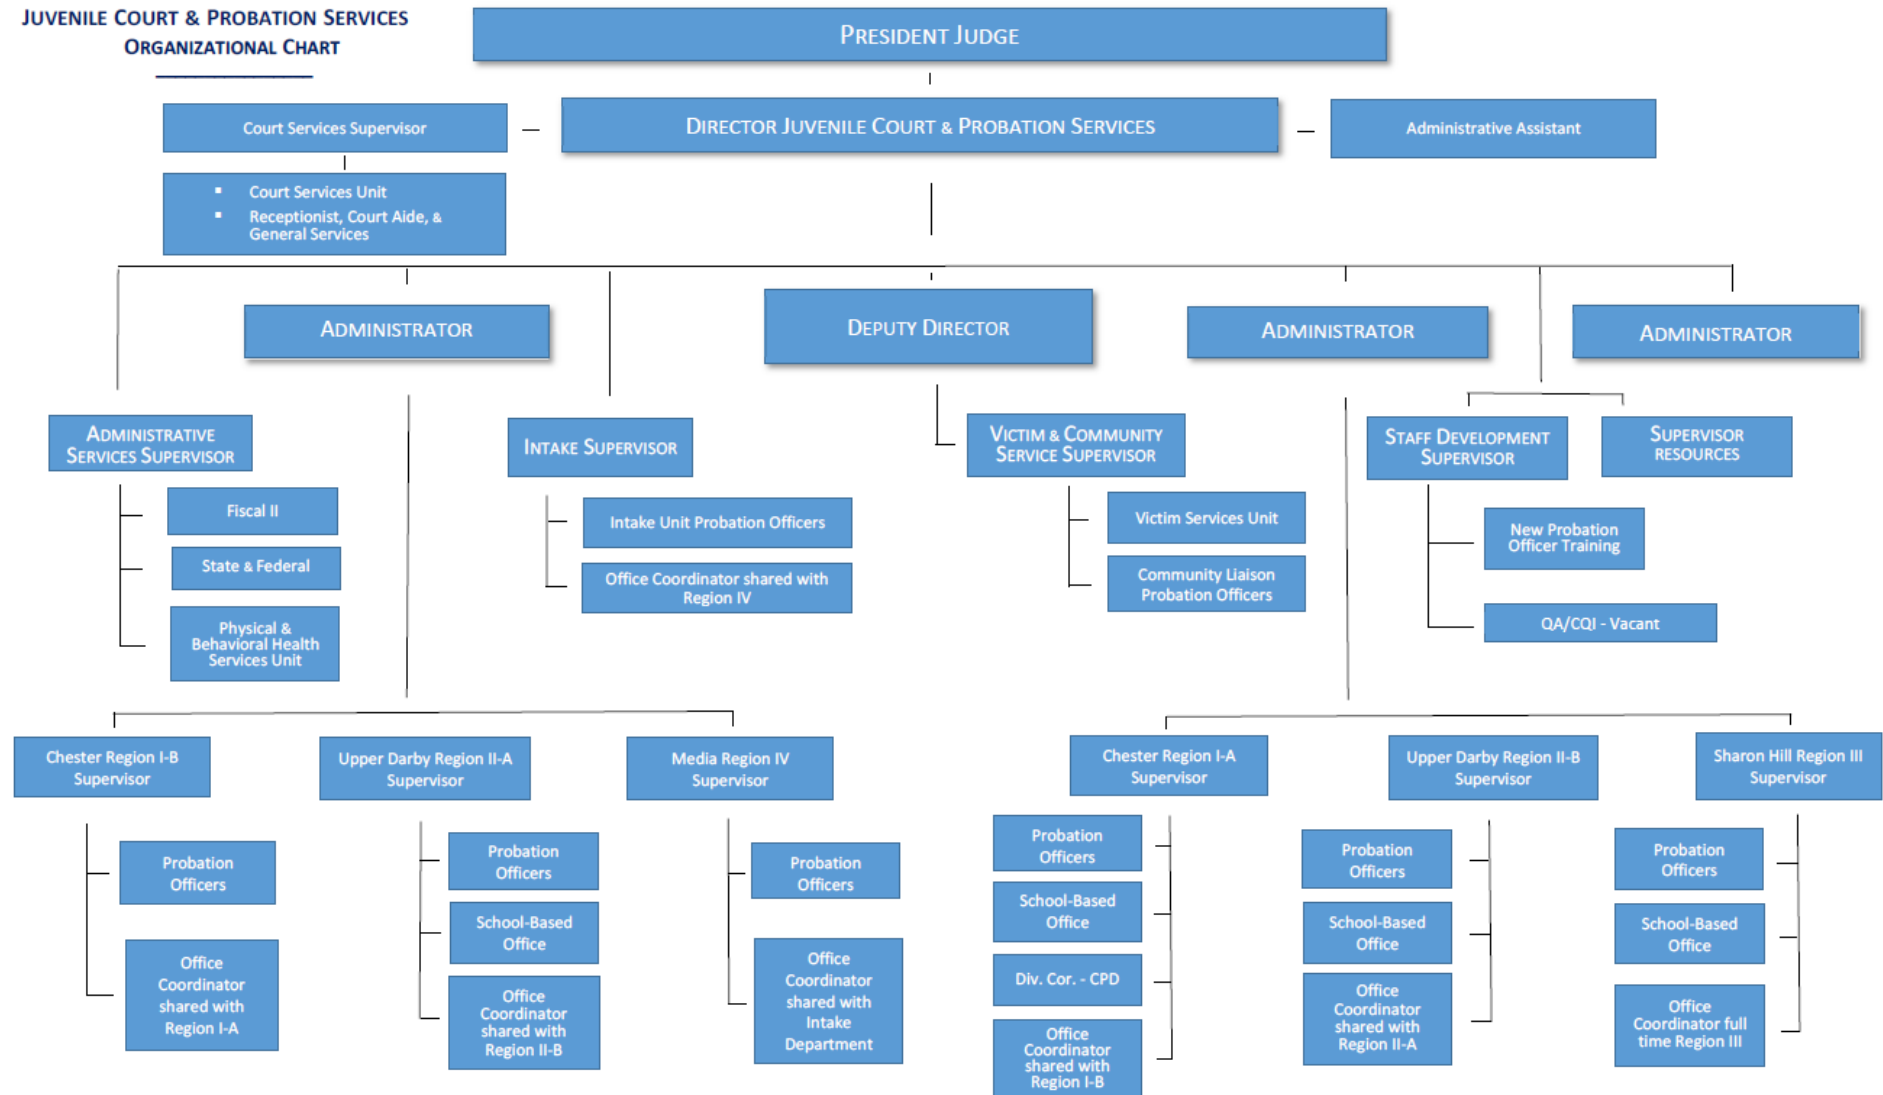 JUVENILE COURT & PROBATION SERVICES
ORGANIZATIONAL CHART
PRESIDENT JUDGE
Court Services Supervisor
DIRECTOR JUVENILE COURT & PROBATION SERVICES
Administrative Assistant
▪ Court Services Unit
▪ Receptionist, Court Aide, &
General Services
ADMINISTRATOR
DEPUTY DIRECTOR
ADMINISTRATOR
ADMINISTRATOR
ADMINISTRATIVE
SERVICES SUPERVISOR
INTAKE SUPERVISOR
VICTIM & COMMUNITY
SERVICE SUPERVISOR
STAFF DEVELOPMENT
SUPERVISOR
SUPERVISOR
RESOURCES
Fiscal II
State & Federal
Physical &
Behavioral Health
Services Unit
Intake Unit Probation Officers
Office Coordinator shared with
Region IV
Victim Services Unit
Community Liaison
Probation Officers
New Probation
Officer Training
QA/CQI - Vacant
Chester Region I-B
Supervisor
Upper Darby Region II-A
Supervisor
Media Region IV
Supervisor
Chester Region I-A
Supervisor
Upper Darby Region II-B
Supervisor
Sharon Hill Region III
Supervisor
Probation
Officers
Office
Coordinator
shared with
Region I-A
Probation
Officers
School-Based
Office
Office
Coordinator
shared with
Region II-B
Probation
Officers
Office
Coordinator
shared with
Intake
Department
Probation
Officers
School-Based
Office
Div. Cor. - CPD
Office
Coordinator
shared with
Region I-B
Probation
Officers
School-Based
Office
Office
Coordinator
shared with
Region II-A
Probation
Officers
School-Based
Office
Office
Coordinator full
time Region III